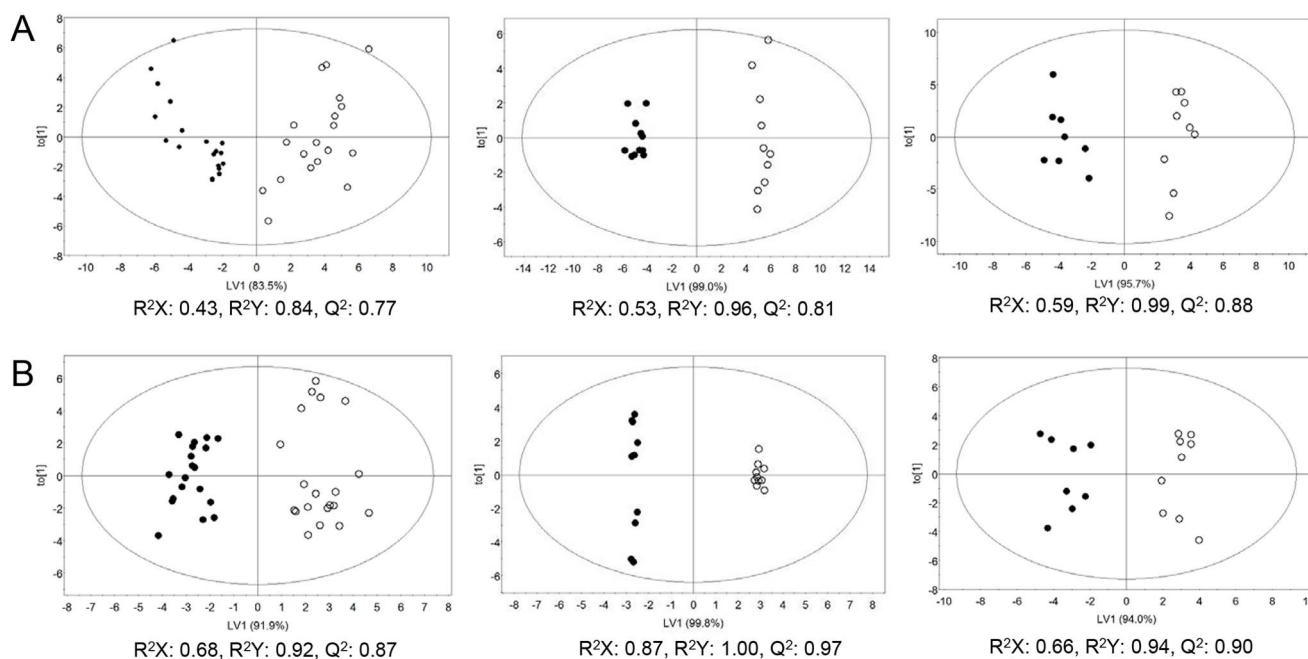 A
to[1]
8
6
4
2
0
-2
-4
-6
-8
-10 -8 -6 -4 -2 0 2 4 6 8 10
LV1 (83.5%)
R²X: 0.43, R²Y: 0.84, Q²: 0.77
to[1]
6
4
2
0
-2
-4
-6
-14 -12 -10 -8 -6 -4 -2 0 2 4 6 8 10 12 14
LV1 (99.0%)
R²X: 0.53, R²Y: 0.96, Q²: 0.81
to[1]
10
5
0
-5
-10
-10 -8 -6 -4 -2 0 2 4 6 8 10
LV1 (95.7%)
R²X: 0.59, R²Y: 0.99, Q²: 0.88
B
to[1]
6
4
2
0
-2
-4
-6
-8 -7 -6 -5 -4 -3 -2 -1 0 1 2 3 4 5 6 7 8
LV1 (91.9%)
R²X: 0.68, R²Y: 0.92, Q²: 0.87
to[1]
6
4
2
0
-2
-4
-6
-8 -7 -6 -5 -4 -3 -2 -1 0 1 2 3 4 5 6 7 8
LV1 (99.8%)
R²X: 0.87, R²Y: 1.00, Q²: 0.97
to[1]
8
6
4
2
0
-2
-4
-6
-8
-10 -8 -6 -4 -2 0 2 4 6 8
LV1 (94.0%)
R²X: 0.66, R²Y: 0.94, Q²: 0.90